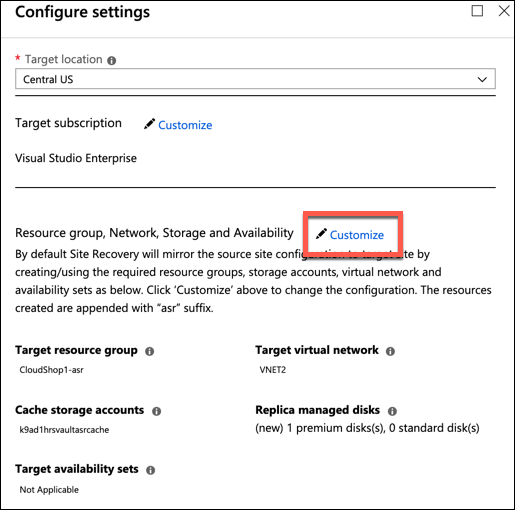 Configure settings
* Target location
Central US
Target subscription Customize
Visual Studio Enterprise
Resource group, Network, Storage and Availability Customize
By default Site Recovery will mirror the source site configuration to target site by
creating/using the required resource groups, storage accounts, virtual network and
availability sets as below. Click 'Customize' above to change the configuration. The resources
created are appended with "asr" suffix.
Target resource group Target virtual network
CloudShop1-asr VNET2
Cache storage accounts Replica managed disks
k9ad1hrsvaultasrcache (new) 1 premium disks(s), 0 standard disk(s)
Target availability sets
Not Applicable